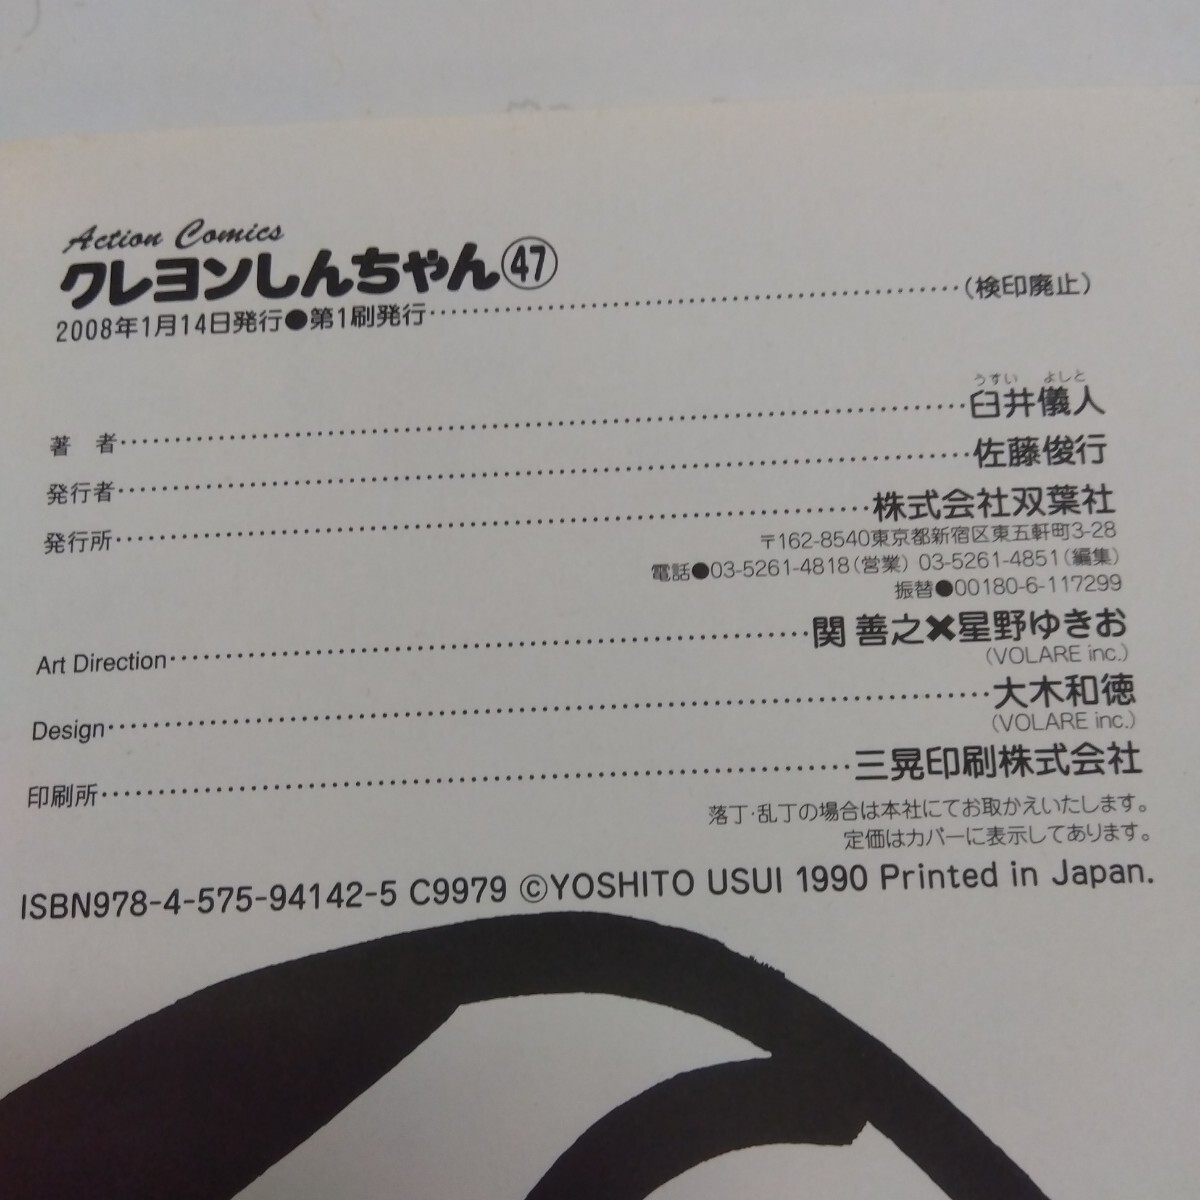 Action Comics
クレヨンしんちゃん㊼
2008年1月14日発行●第1刷発行…(検印廃止)
うすい よしと
著者…臼井儀人
発行者…佐藤俊行
発行所…株式会社双葉社
〒162-8540東京都新宿区東五軒町3-28
電話●03-5261-4818(営業) 03-5261-4851(編集)
振替●00180-6-117299
Art Direction…関 善之✖星野ゆきお
(VOLARE inc.)
Design…大木和徳
(VOLARE inc.)
印刷所…三晃印刷株式会社
落丁・乱丁の場合は本社にてお取かえいたします。
定価はカバーに表示してあります。
ISBN978-4-575-94142-5 C9979 ©YOSHITO USUI 1990 Printed in Japan.